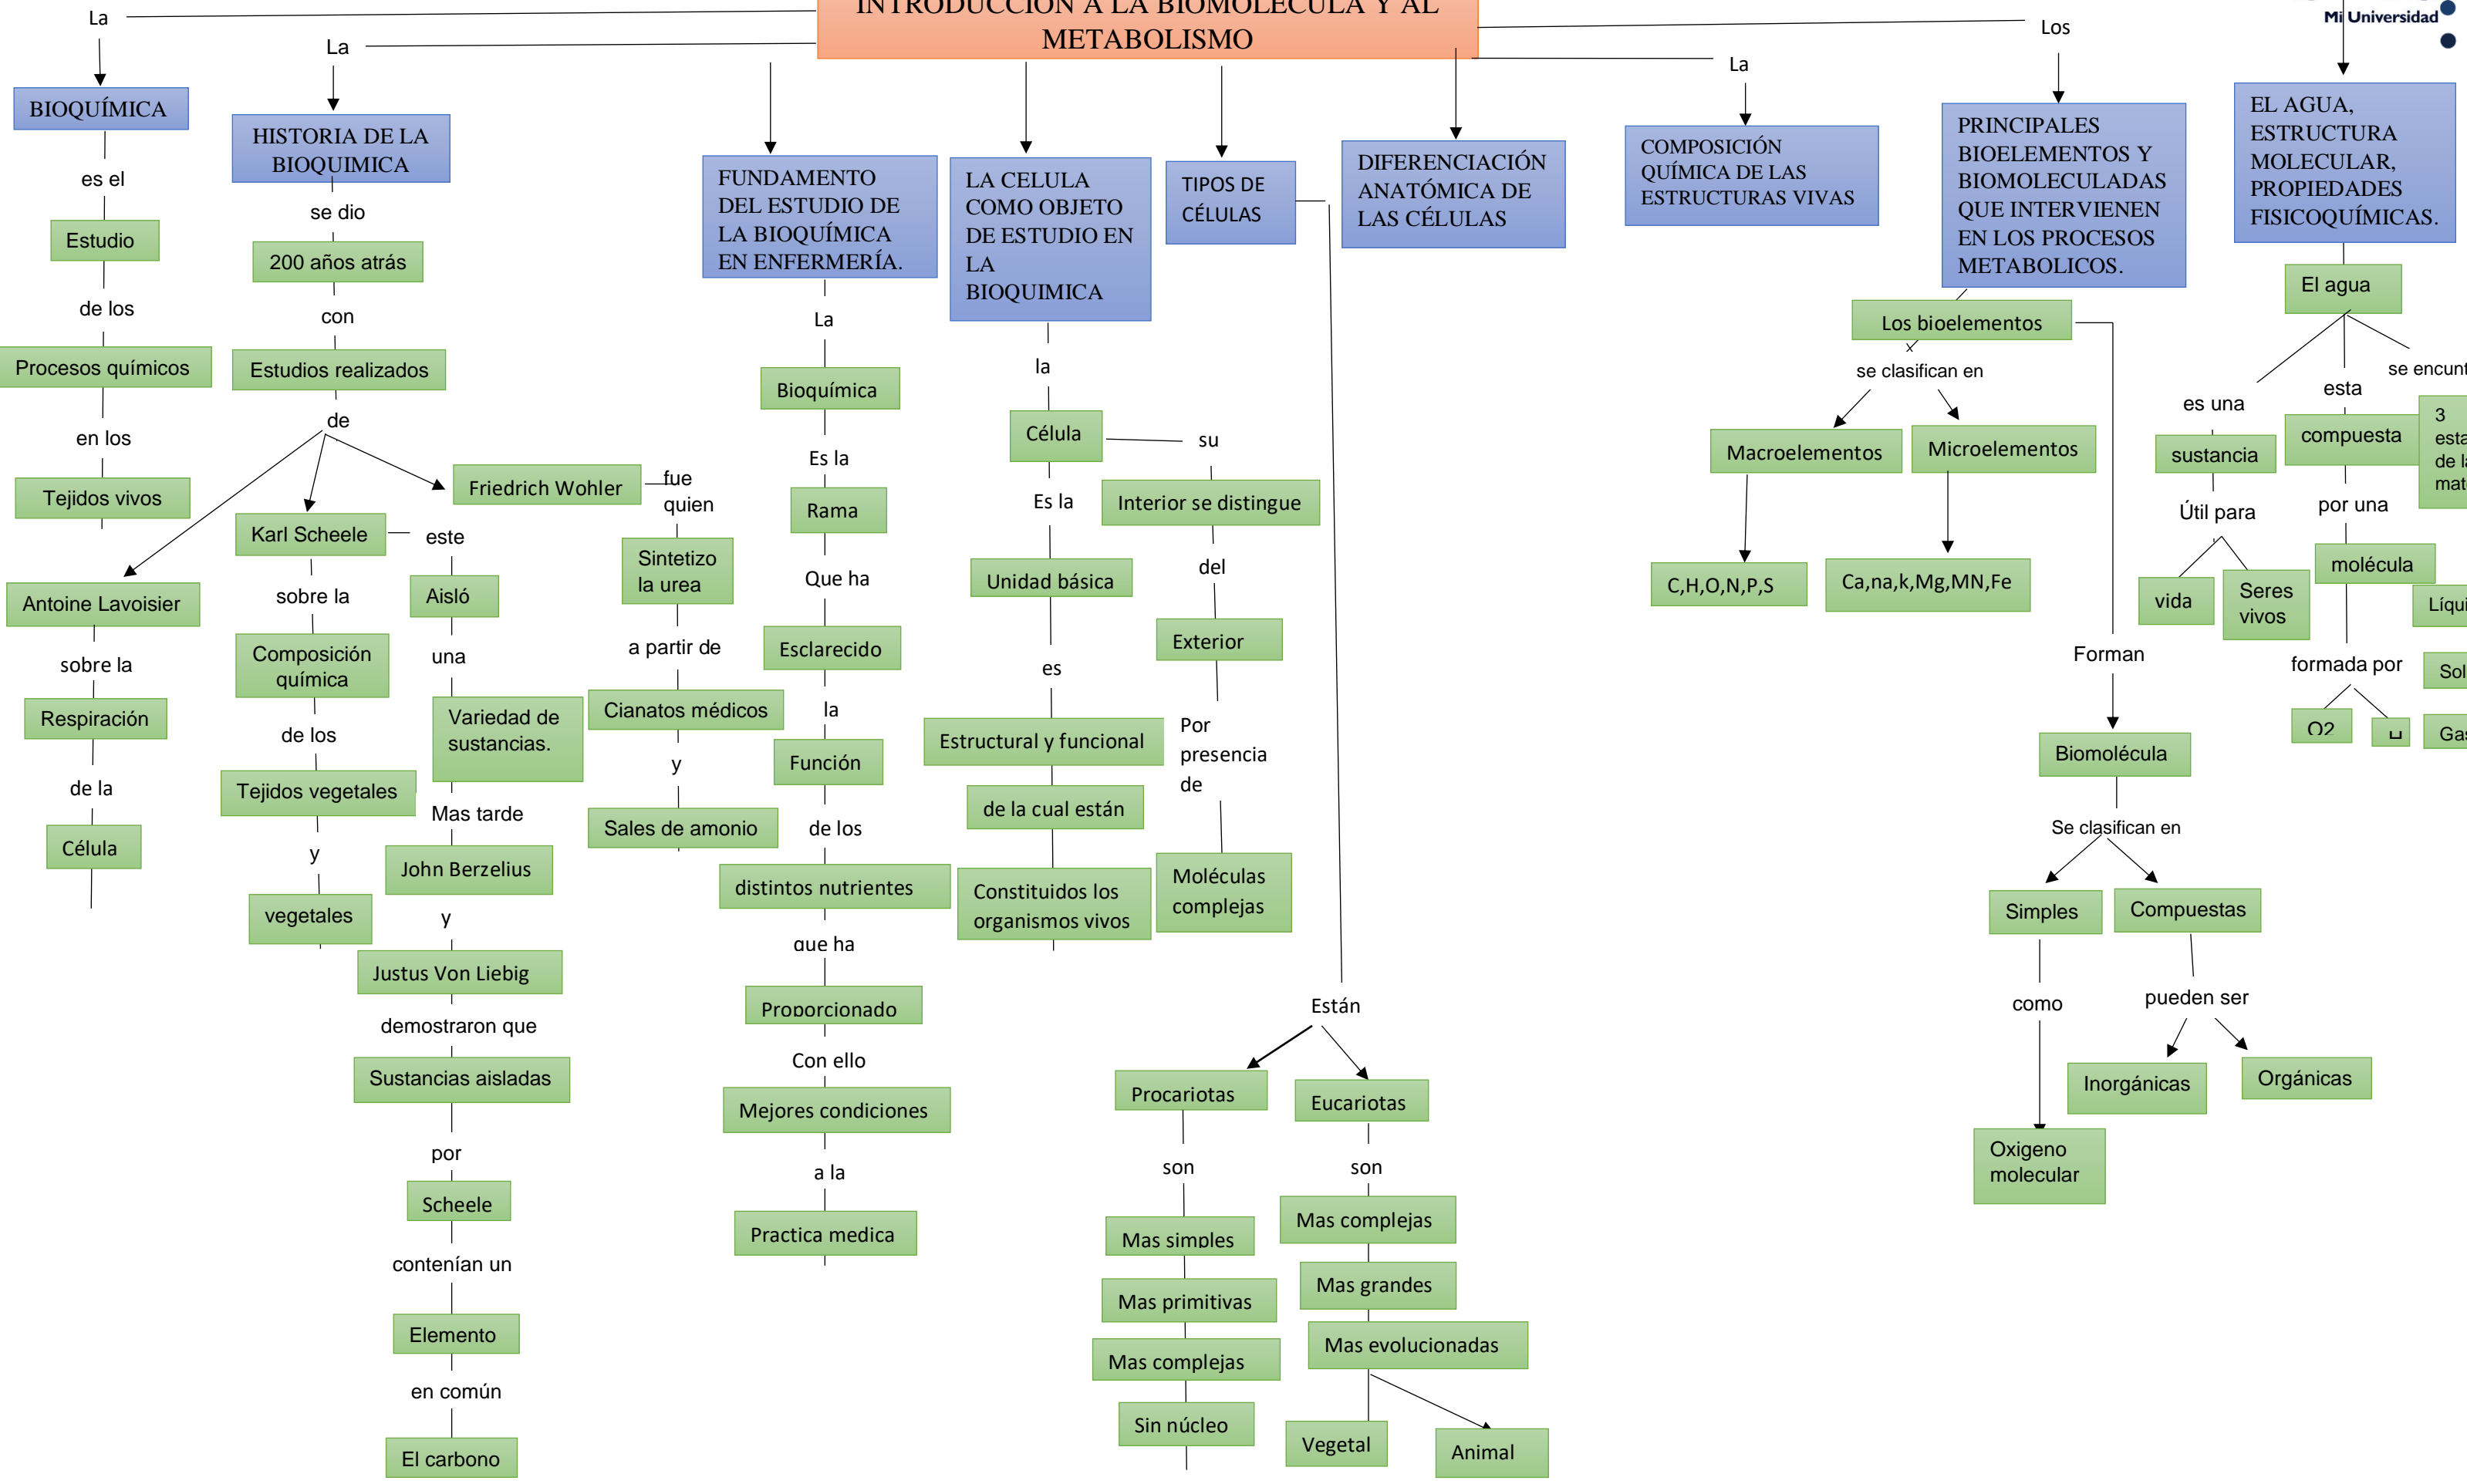 INTRODUCCIÓN A LA BIOMOLÉCULA Y AL
METABOLISMO
Mi Universidad
La
BIOQUÍMICA
es el
Estudio
de los
Procesos químicos
en los
Tejidos vivos
La
HISTORIA DE LA
BIOQUIMICA
se dio
200 años atrás
con
Estudios realizados
de
Antoine Lavoisier
sobre la
Respiración
de la
Célula
Karl Scheele
sobre la
Composición
química
de los
Tejidos vegetales
y
vegetales
este
Aisló
una
Variedad de
sustancias.
Mas tarde
John Berzelius
y
Justus Von Liebig
demostraron que
Sustancias aisladas
por
Scheele
contenían un
Elemento
en común
El carbono
Friedrich Wohler
fue
quien
Sintetizo
la urea
a partir de
Cianatos médicos
y
Sales de amonio
FUNDAMENTO
DEL ESTUDIO DE
LA BIOQUÍMICA
EN ENFERMERÍA.
La
Bioquímica
Es la
Rama
Que ha
Esclarecido
la
Función
de los
distintos nutrientes
que ha
Proporcionado
Con ello
Mejores condiciones
a la
Practica medica
LA CELULA
COMO OBJETO
DE ESTUDIO EN
LA
BIOQUIMICA
la
Célula
Es la
Unidad básica
es
Estructural y funcional
de la cual están
Constituidos los
organismos vivos
su
Interior se distingue
del
Exterior
Por
presencia
de
Moléculas
complejas
TIPOS DE
CÉLULAS
Están
Procariotas
son
Mas simples
Mas primitivas
Mas complejas
Sin núcleo
Eucariotas
son
Mas complejas
Mas grandes
Mas evolucionadas
Vegetal
Animal
DIFERENCIACIÓN
ANATÓMICA DE
LAS CÉLULAS
La
COMPOSICIÓN
QUÍMICA DE LAS
ESTRUCTURAS VIVAS
Los
PRINCIPALES
BIOELEMENTOS Y
BIOMOLECULADAS
QUE INTERVIENEN
EN LOS PROCESOS
METABOLICOS.
Los bioelementos
se clasifican en
Macroelementos
C,H,O,N,P,S
Microelementos
Ca,na,k,Mg,MN,Fe
Forman
Biomolécula
Se clasifican en
Simples
como
Oxigeno
molecular
Compuestas
pueden ser
Inorgánicas
Orgánicas
EL AGUA,
ESTRUCTURA
MOLECULAR,
PROPIEDADES
FISICOQUÍMICAS.
El agua
es una
sustancia
Útil para
vida
Seres
vivos
esta
compuesta
por una
molécula
formada por
O2
se encunt
3
esta
de la
mat
Líqui
Sol
Gas